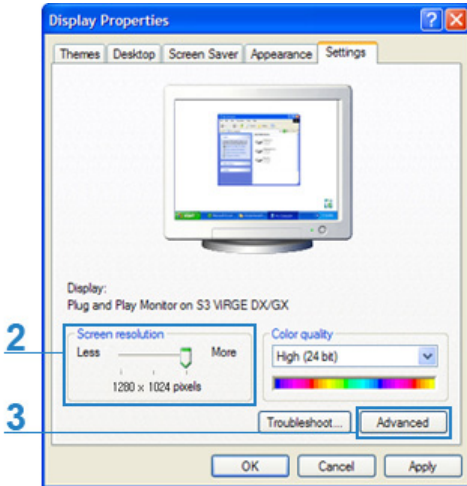 Display Properties
Themes Desktop Screen Saver Appearance Settings
Display:
Plug and Play Monitor on S3 ViRGE DX/GX
2
Screen resolution
Less More
1280 x 1024 pixels
Color quality
High (24 bit)
3
Troubleshoot... Advanced
OK Cancel Apply